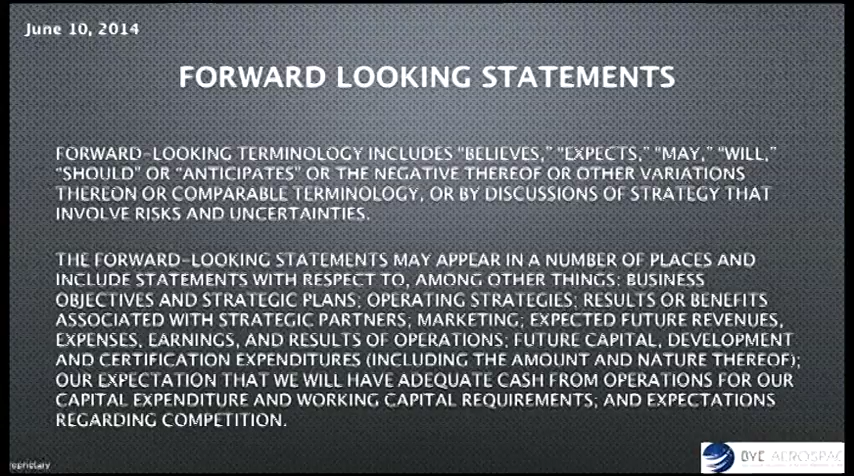 June 10, 2014
FORWARD LOOKING STATEMENTS
FORWARD-LOOKING TERMINOLOGY INCLUDES "BELIEVES," "EXPECTS," "MAY," "WILL,"
"SHOULD" OR "ANTICIPATES" OR THE NEGATIVE THEREOF OR OTHER VARIATIONS
THEREON OR COMPARABLE TERMINOLOGY, OR BY DISCUSSIONS OF STRATEGY THAT
INVOLVE RISKS AND UNCERTAINTIES.
THE FORWARD-LOOKING STATEMENTS MAY APPEAR IN A NUMBER OF PLACES AND
INCLUDE STATEMENTS WITH RESPECT TO, AMONG OTHER THINGS: BUSINESS
OBJECTIVES AND STRATEGIC PLANS; OPERATING STRATEGIES; RESULTS OR BENEFITS
ASSOCIATED WITH STRATEGIC PARTNERS; MARKETING; EXPECTED FUTURE REVENUES,
EXPENSES, EARNINGS, AND RESULTS OF OPERATIONS; FUTURE CAPITAL, DEVELOPMENT
AND CERTIFICATION EXPENDITURES (INCLUDING THE AMOUNT AND NATURE THEREOF);
OUR EXPECTATION THAT WE WILL HAVE ADEQUATE CASH FROM OPERATIONS FOR OUR
CAPITAL EXPENDITURE AND WORKING CAPITAL REQUIREMENTS; AND EXPECTATIONS
REGARDING COMPETITION.
oprietary
BYE AEROSPAC